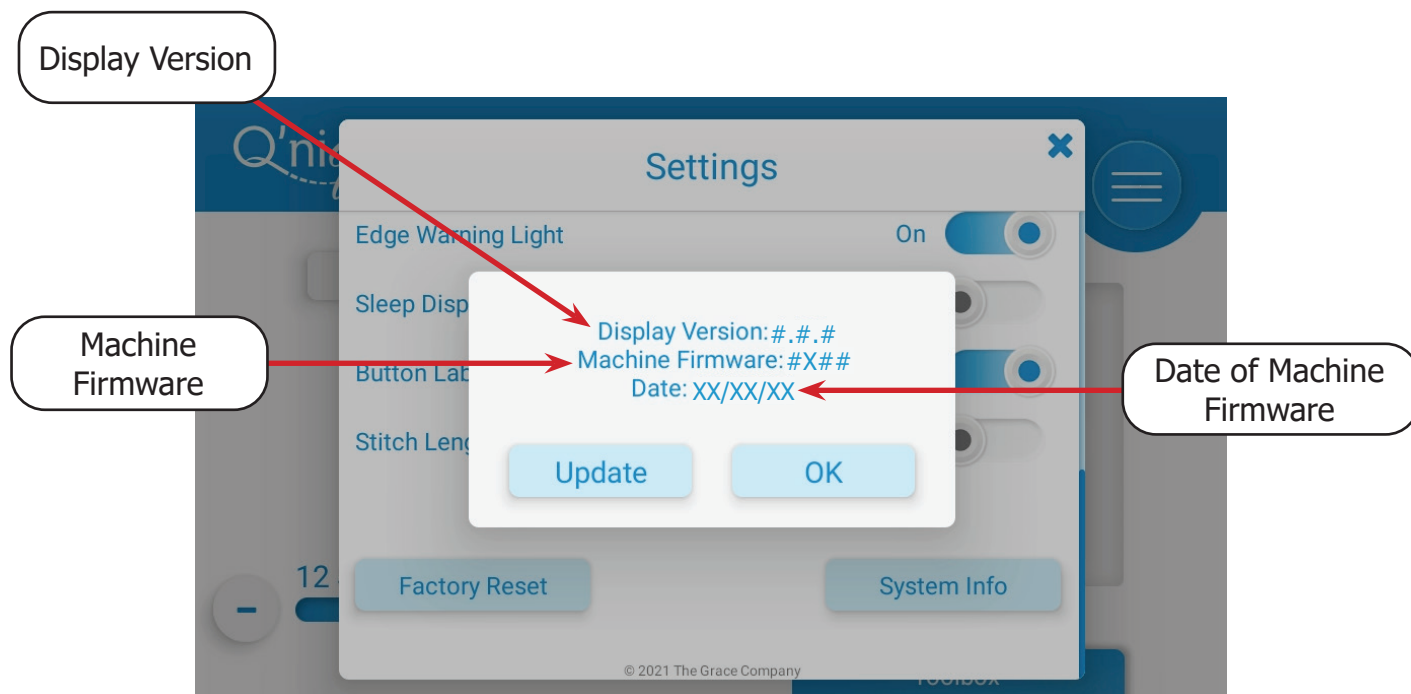 Display Version
Q'ni
Settings
Edge Warning Light On
Sleep Disp
Display Version:#.#.#
Machine Firmware
Machine Firmware:#X##
Date of Machine Firmware
Button Lab
Date: XX/XX/XX
Stitch Leng
Update OK
12
Factory Reset System Info
© 2021 The Grace Company
Toolbox